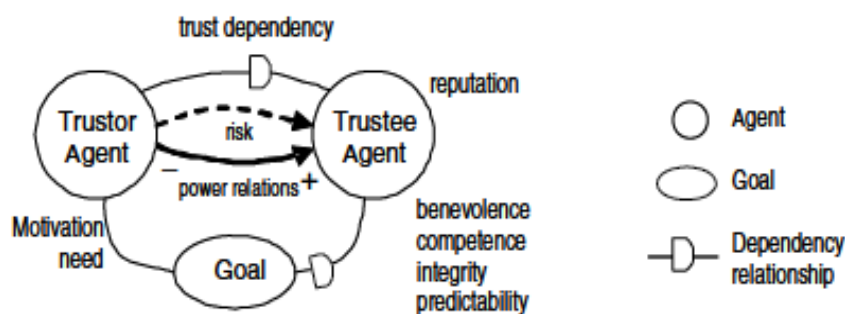 trust dependency
reputation
Trustor
Agent
risk
Trustee
Agent
− power relations +
Motivation
need
Goal
benevolence
competence
integrity
predictability
Agent
Goal
Dependency
relationship